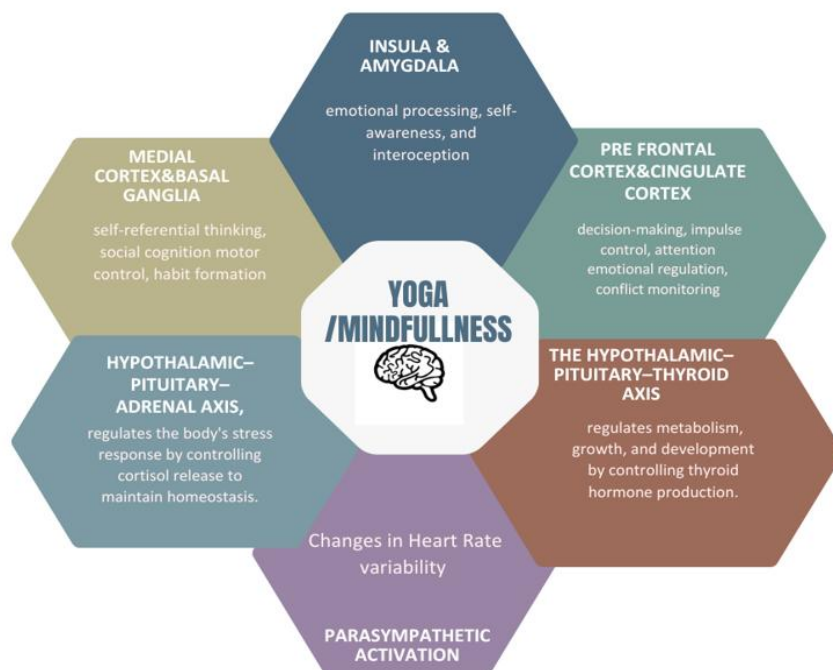 INSULA &
AMYGDALA
emotional processing, self-
awareness, and
interoception
MEDIAL
CORTEX&BASAL
GANGLIA
self-referential thinking,
social cognition motor
control, habit formation
PRE FRONTAL
CORTEX&CINGULATE
CORTEX
decision-making, impulse
control, attention
emotional regulation,
conflict monitoring
YOGA
/MINDFULLNESS
HYPOTHALAMIC–
PITUITARY–
ADRENAL AXIS,
regulates the body's stress
response by controlling
cortisol release to
maintain homeostasis.
THE HYPOTHALAMIC–
PITUITARY–THYROID
AXIS
regulates metabolism,
growth, and development
by controlling thyroid
hormone production.
Changes in Heart Rate
variability
PARASYMPATHETIC
ACTIVATION